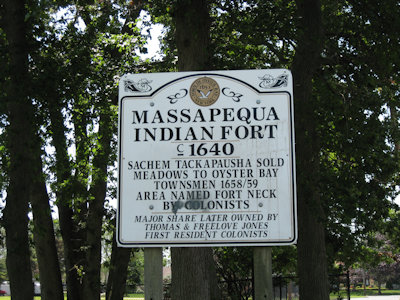 MASSAPEQUA
INDIAN FORT
C 1640
SACHEM TACKAPAUSHA SOLD
MEADOWS TO OYSTER BAY
TOWNSMEN 1658/59
AREA NAMED FORT NECK
BY COLONISTS
MAJOR SHARE LATER OWNED BY
THOMAS & FREELOVE JONES
FIRST RESIDENT COLONISTS